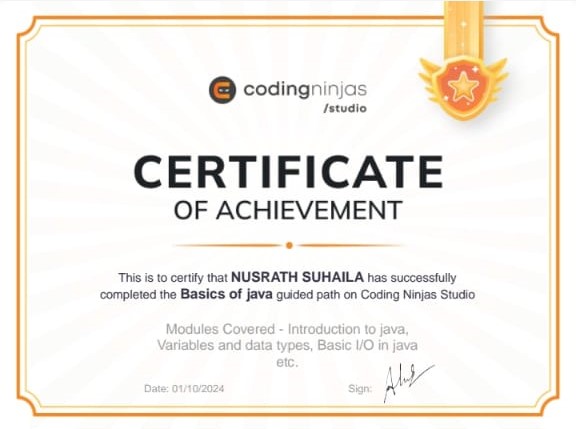 codingninjas
/studio
CERTIFICATE
OF ACHIEVEMENT
This is to certify that NUSRATH SUHAILA has successfully
completed the Basics of java guided path on Coding Ninjas Studio
Modules Covered - Introduction to java,
Variables and data types, Basic I/O in java
etc.
Date: 01/10/2024 Sign: